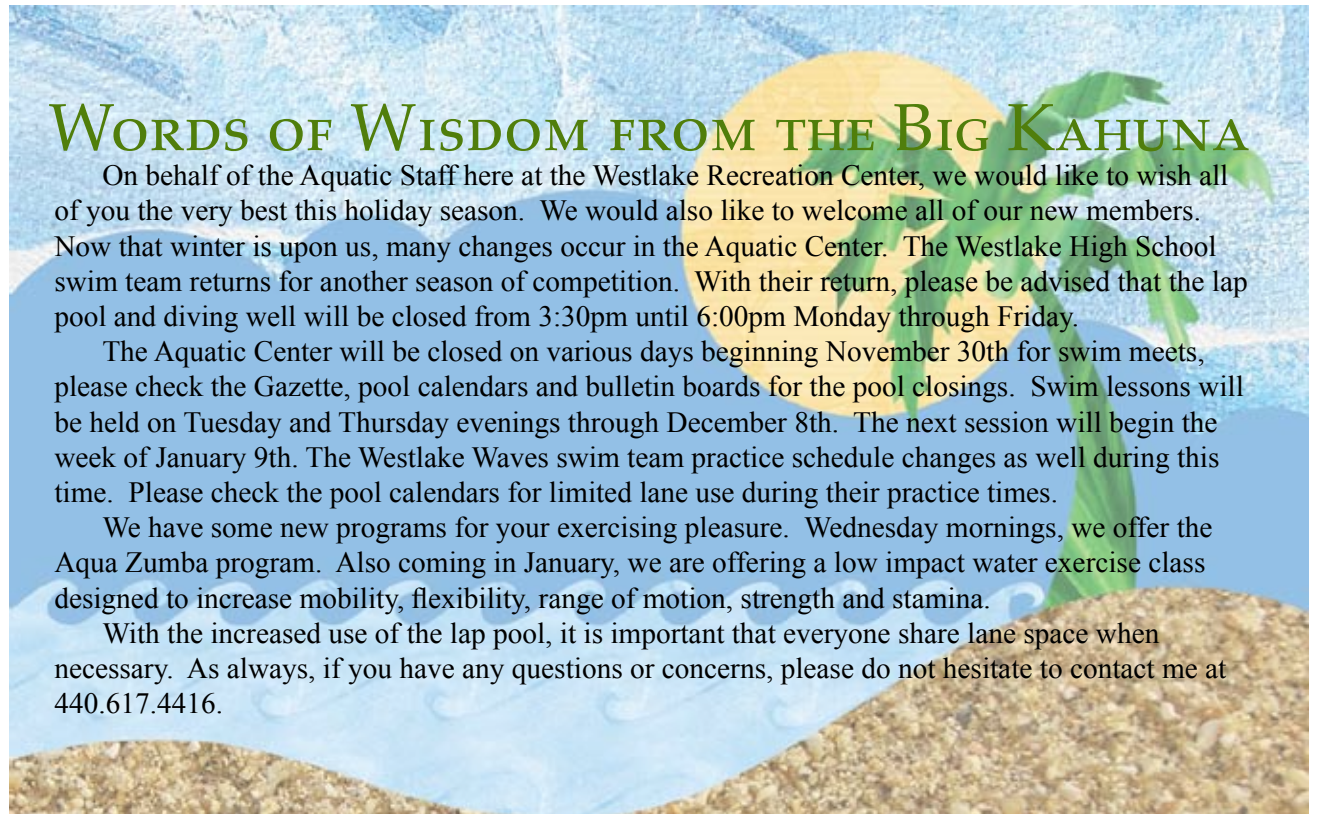 Words of Wisdom from the Big Kahuna
On behalf of the Aquatic Staff here at the Westlake Recreation Center, we would like to wish all
of you the very best this holiday season.  We would also like to welcome all of our new members.
Now that winter is upon us, many changes occur in the Aquatic Center.  The Westlake High School
swim team returns for another season of competition.  With their return, please be advised that the lap
pool and diving well will be closed from 3:30pm until 6:00pm Monday through Friday.
The Aquatic Center will be closed on various days beginning November 30th for swim meets,
please check the Gazette, pool calendars and bulletin boards for the pool closings.  Swim lessons will
be held on Tuesday and Thursday evenings through December 8th.  The next session will begin the
week of January 9th. The Westlake Waves swim team practice schedule changes as well during this
time.  Please check the pool calendars for limited lane use during their practice times.
We have some new programs for your exercising pleasure.  Wednesday mornings, we offer the
Aqua Zumba program.  Also coming in January, we are offering a low impact water exercise class
designed to increase mobility, flexibility, range of motion, strength and stamina.
With the increased use of the lap pool, it is important that everyone share lane space when
necessary.  As always, if you have any questions or concerns, please do not hesitate to contact me at
440.617.4416.